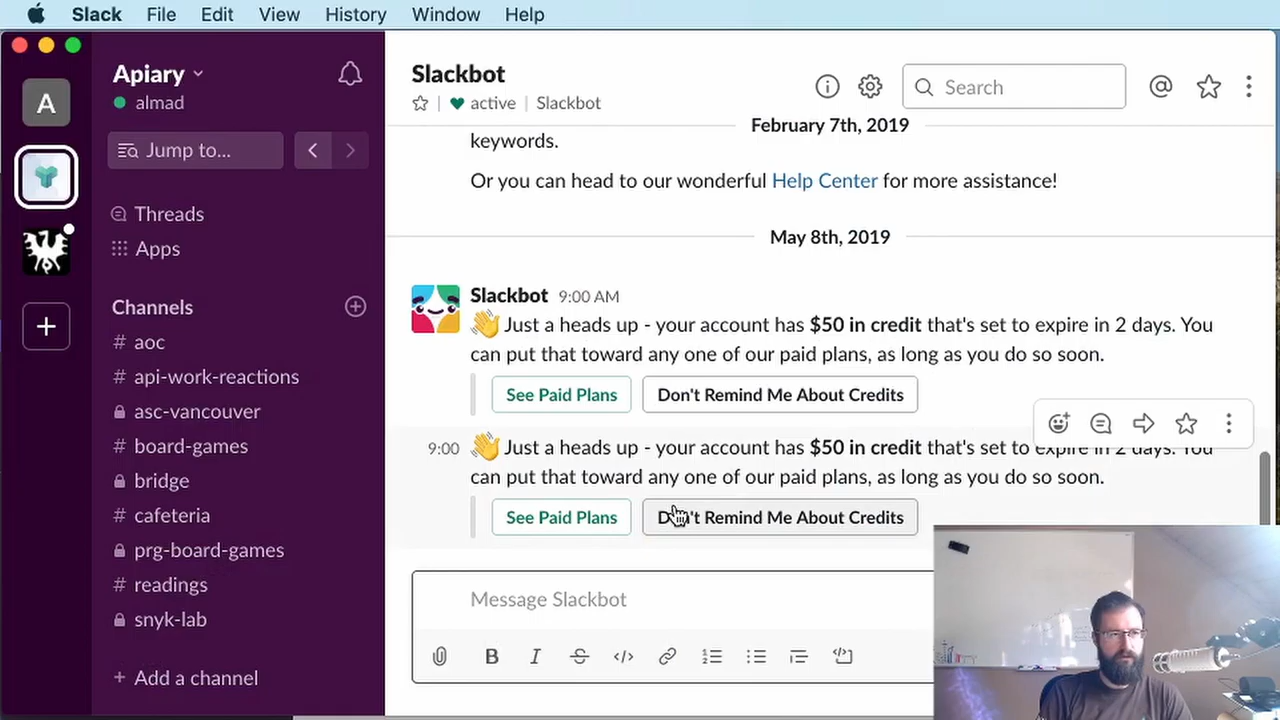 Slack File Edit View History Window Help
A
Apiary
almad
Jump to...
Threads
Apps
Channels
# aoc
# api-work-reactions
asc-vancouver
# board-games
bridge
# cafeteria
prg-board-games
# readings
snyk-lab
+ Add a channel
Slackbot
active | Slackbot
Search
February 7th, 2019
keywords.
Or you can head to our wonderful Help Center for more assistance!
May 8th, 2019
Slackbot 9:00 AM
👋 Just a heads up - your account has $50 in credit that's set to expire in 2 days. You
can put that toward any one of our paid plans, as long as you do so soon.
See Paid Plans Don't Remind Me About Credits
9:00 👋 Just a heads up - your account has $50 in credit that's set to expire in 2 days. You
can put that toward any one of our paid plans, as long as you do so soon.
See Paid Plans Don't Remind Me About Credits
Message Slackbot